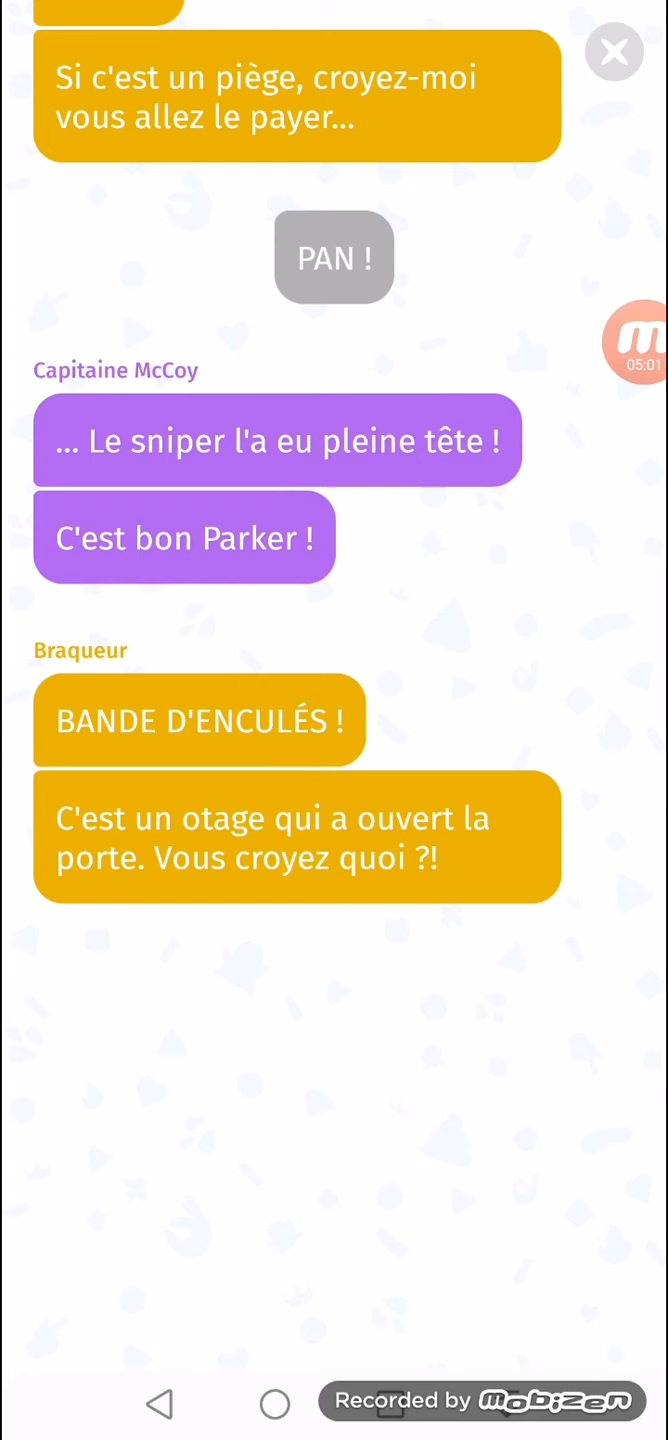 Si c'est un piège, croyez-moi
vous allez le payer...
PAN !
m
05:01
Capitaine McCoy
... Le sniper l'a eu pleine tête !
C'est bon Parker !
Braqueur
BANDE D'ENCULÉS !
C'est un otage qui a ouvert la
porte. Vous croyez quoi ?!
Recorded by mobizen